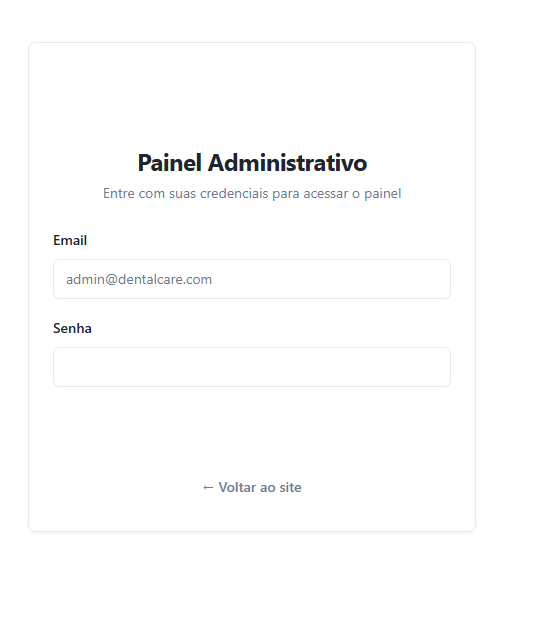 Painel Administrativo
Entre com suas credenciais para acessar o painel
Email
admin@dentalcare.com
Senha
← Voltar ao site